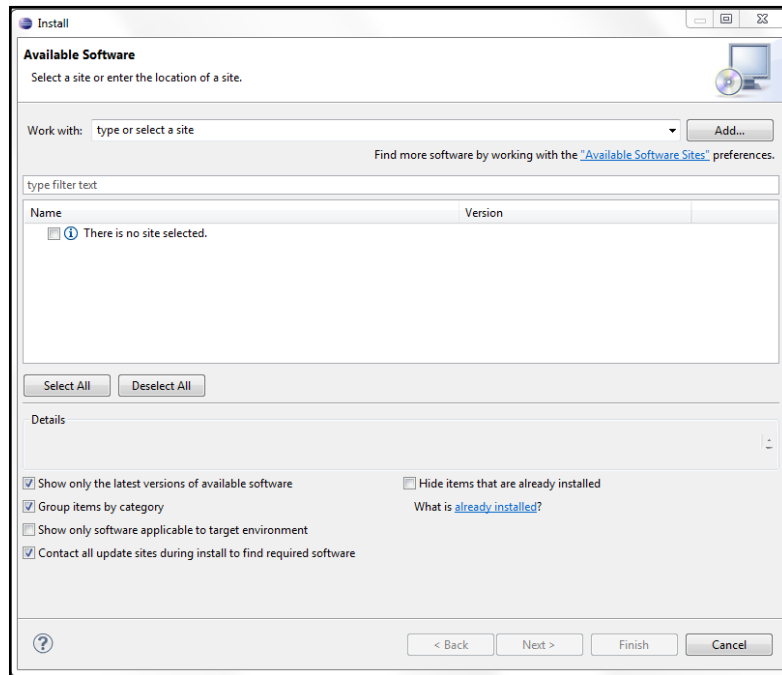 Install
Available Software
Select a site or enter the location of a site.
Work with: type or select a site Add...
Find more software by working with the "Available Software Sites" preferences.
type filter text
Name Version
There is no site selected.
Select All Deselect All
Details
Show only the latest versions of available software Hide items that are already installed
Group items by category What is already installed?
Show only software applicable to target environment
Contact all update sites during install to find required software
< Back Next > Finish Cancel